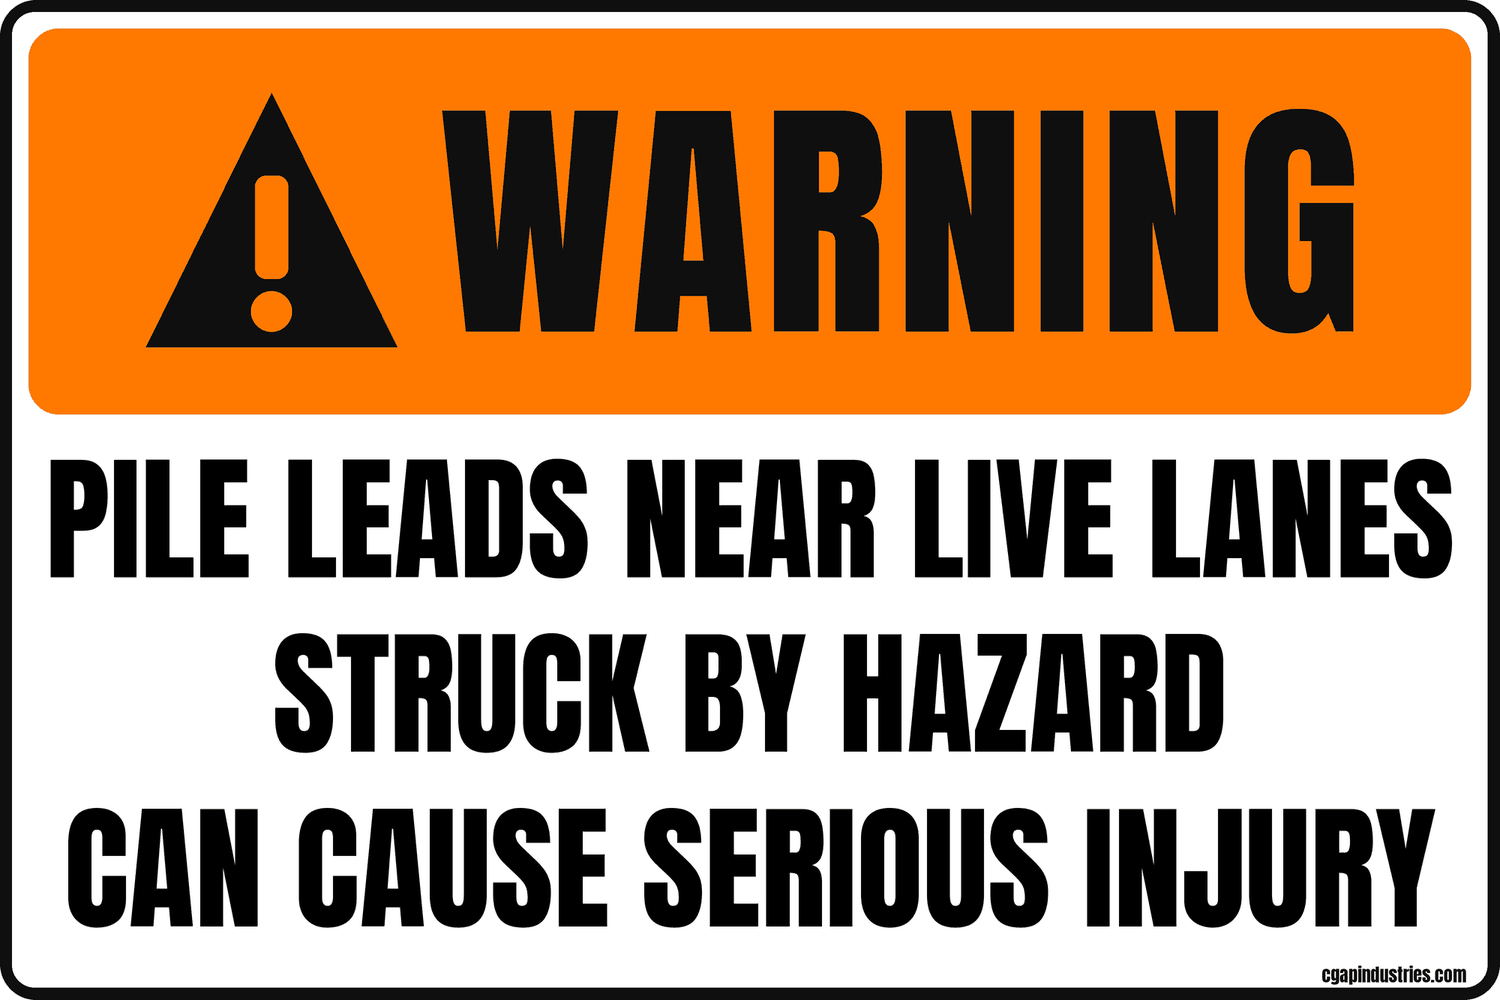 WARNING
PILE LEADS NEAR LIVE LANES
STRUCK BY HAZARD
CAN CAUSE SERIOUS INJURY
cgapindustries.com